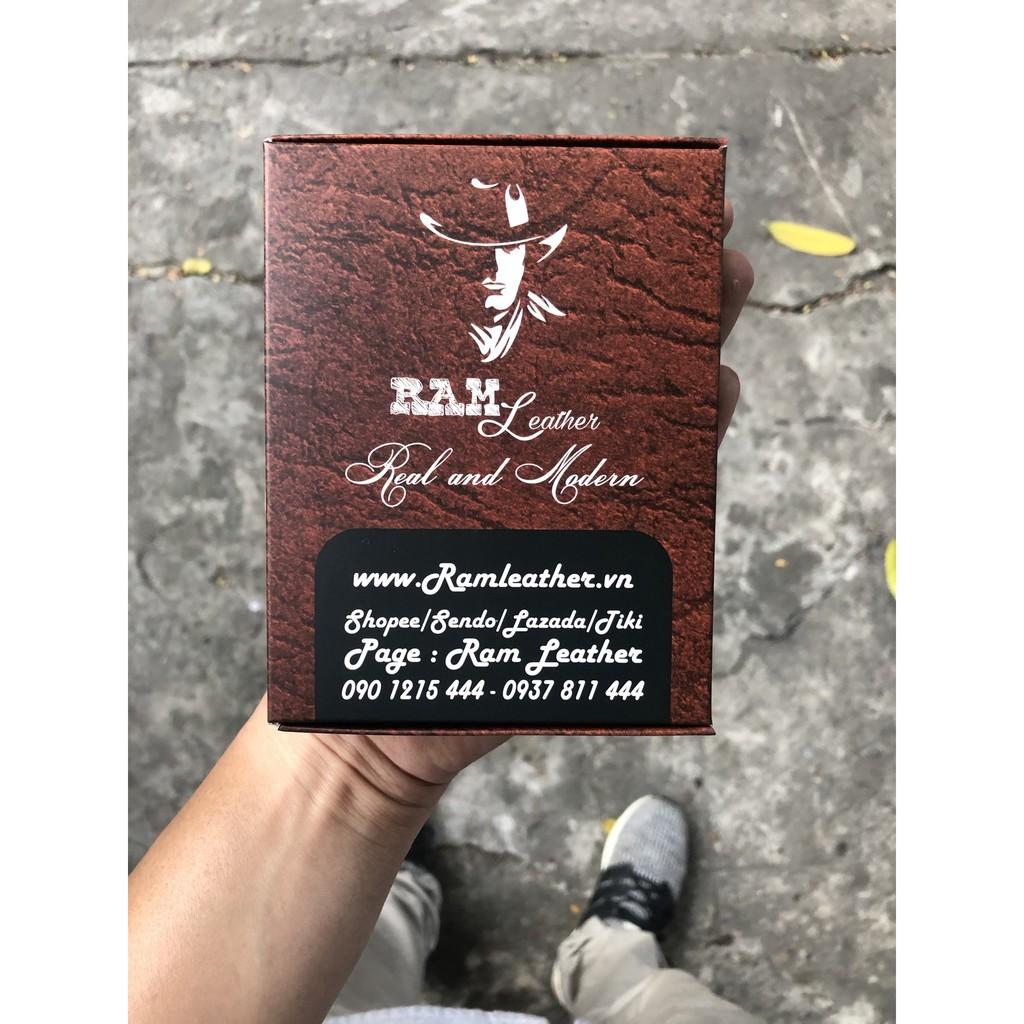 RAM Leather
Real and Modern
www.Ramleather.vn
Shopee/Sendo/Lazada/Tiki
Page : Ram Leather
090 1215 444 - 0937 811 444